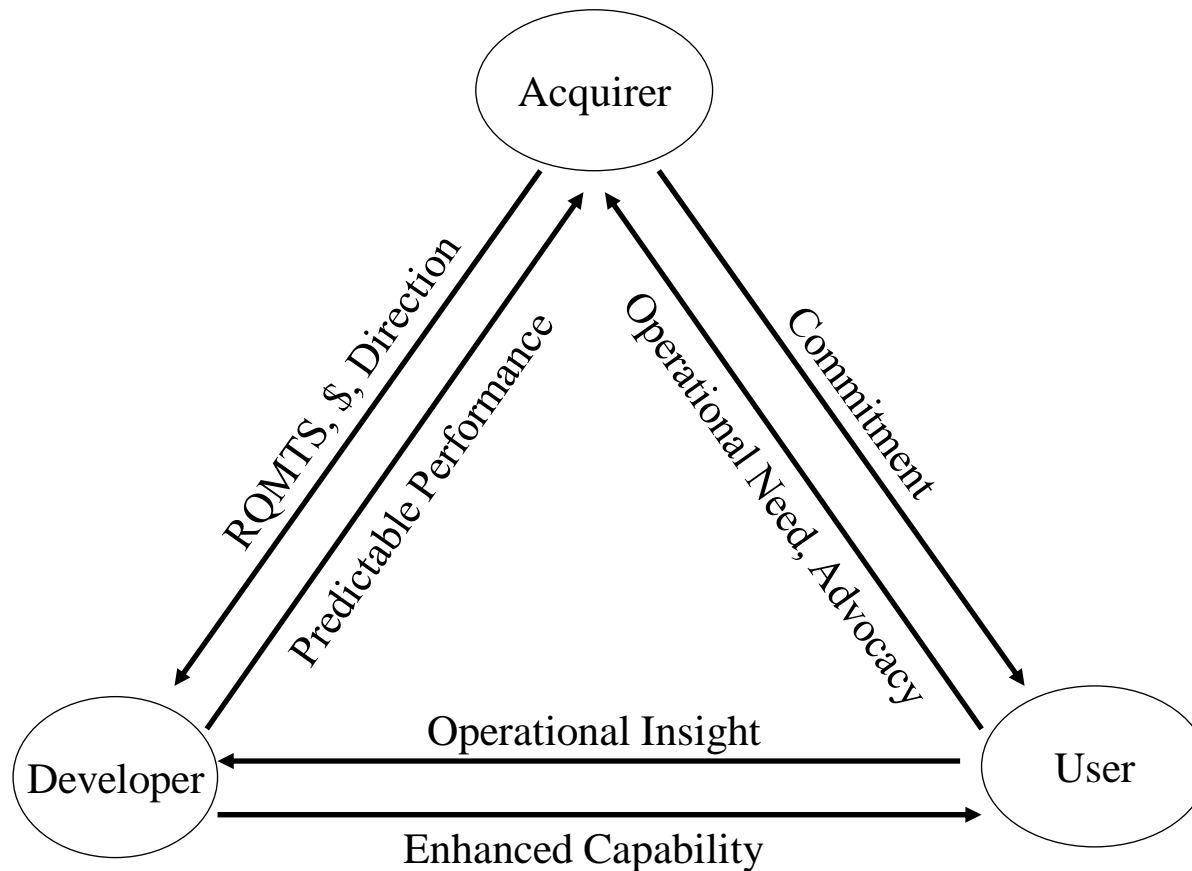 Acquirer
RQMTS, $, Direction
Predictable Performance
Operational Need, Advocacy
Commitment
Operational Insight
Developer
User
Enhanced Capability